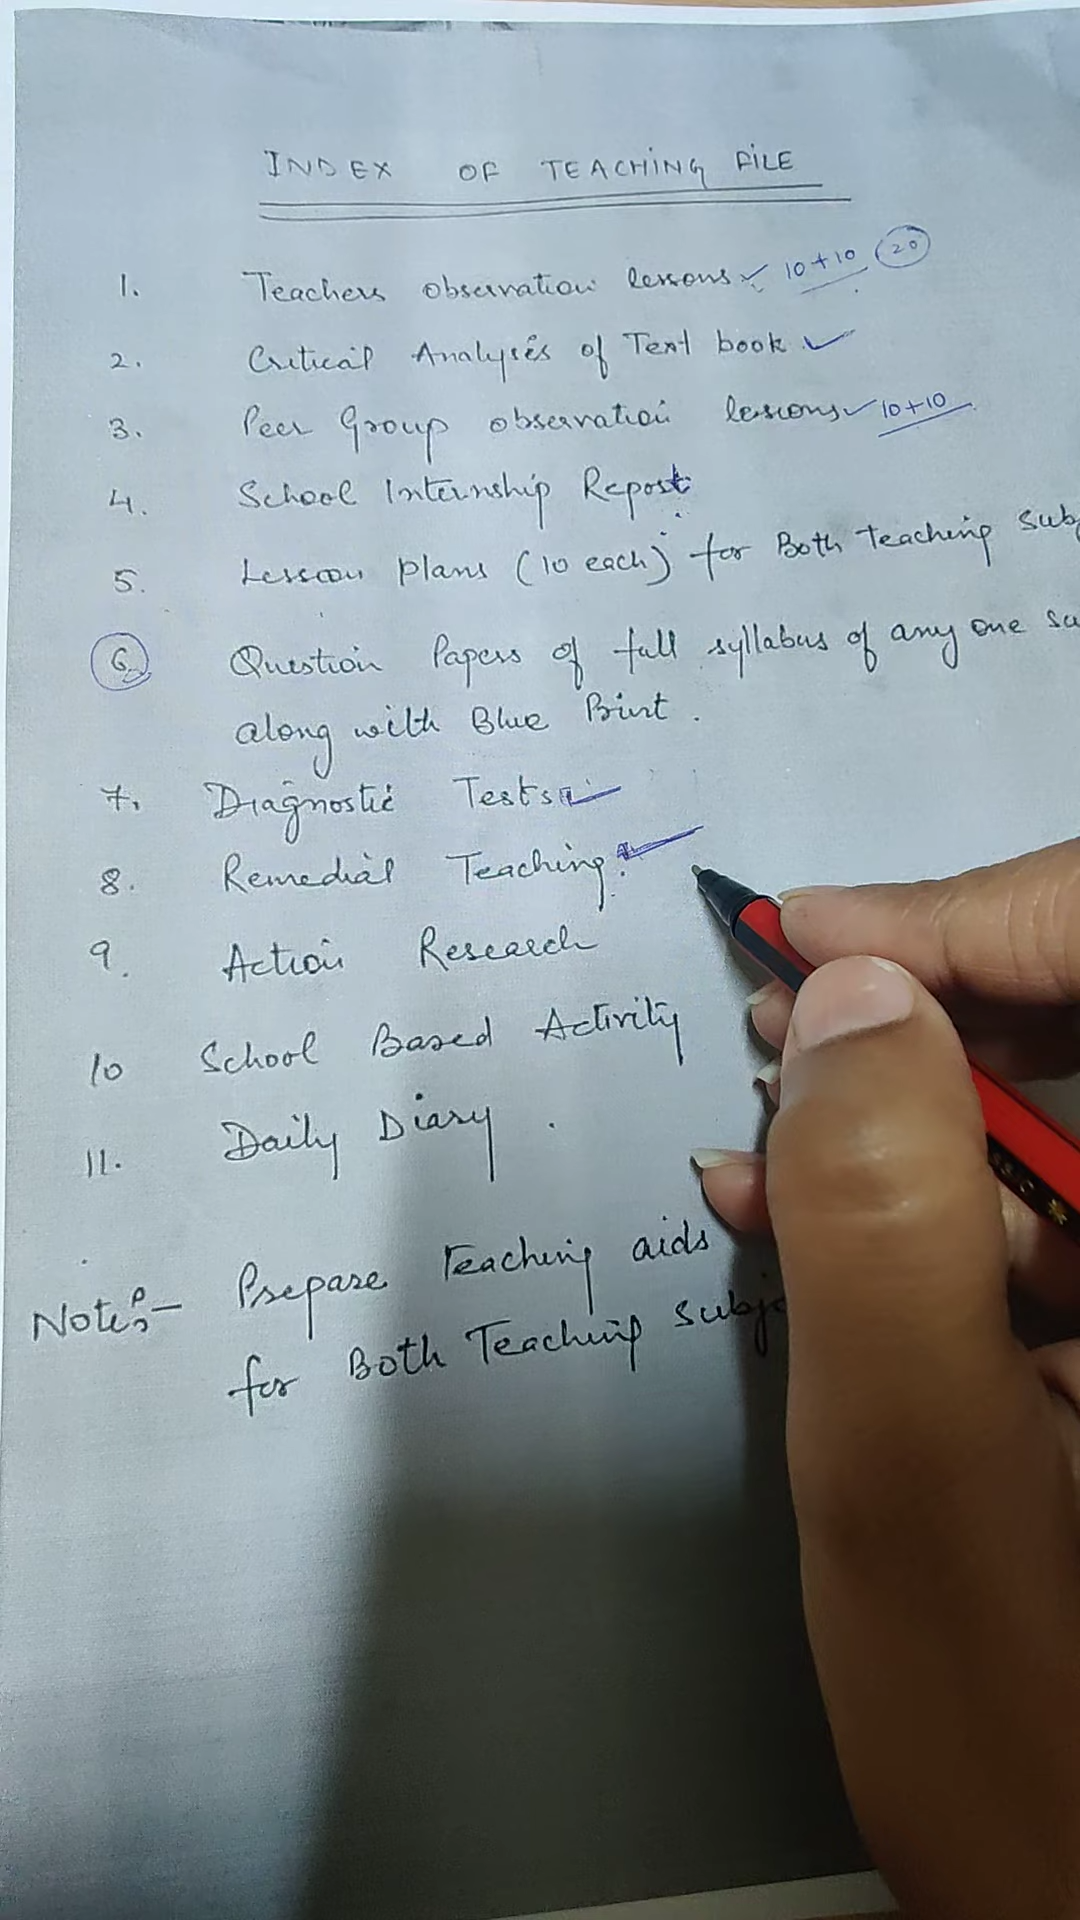 INDEX OF TEACHING FILE
1. Teachers observation lessons ✓ 10+10 20
2. Critical Analysis of Text book ✓
3. Peer Group observation lessons ✓ 10+10
4. School Internship Report
5. Lesson plans (10 each) for Both Teaching Sub
6. Question Papers of full syllabus of any one Su
along with Blue Print.
7. Diagnostic Tests ✓
8. Remedial Teaching. ✓
9. Action Research
10 School Based Activity
11. Daily Diary.
Note:- Prepare Teaching aids
for Both Teaching Subj